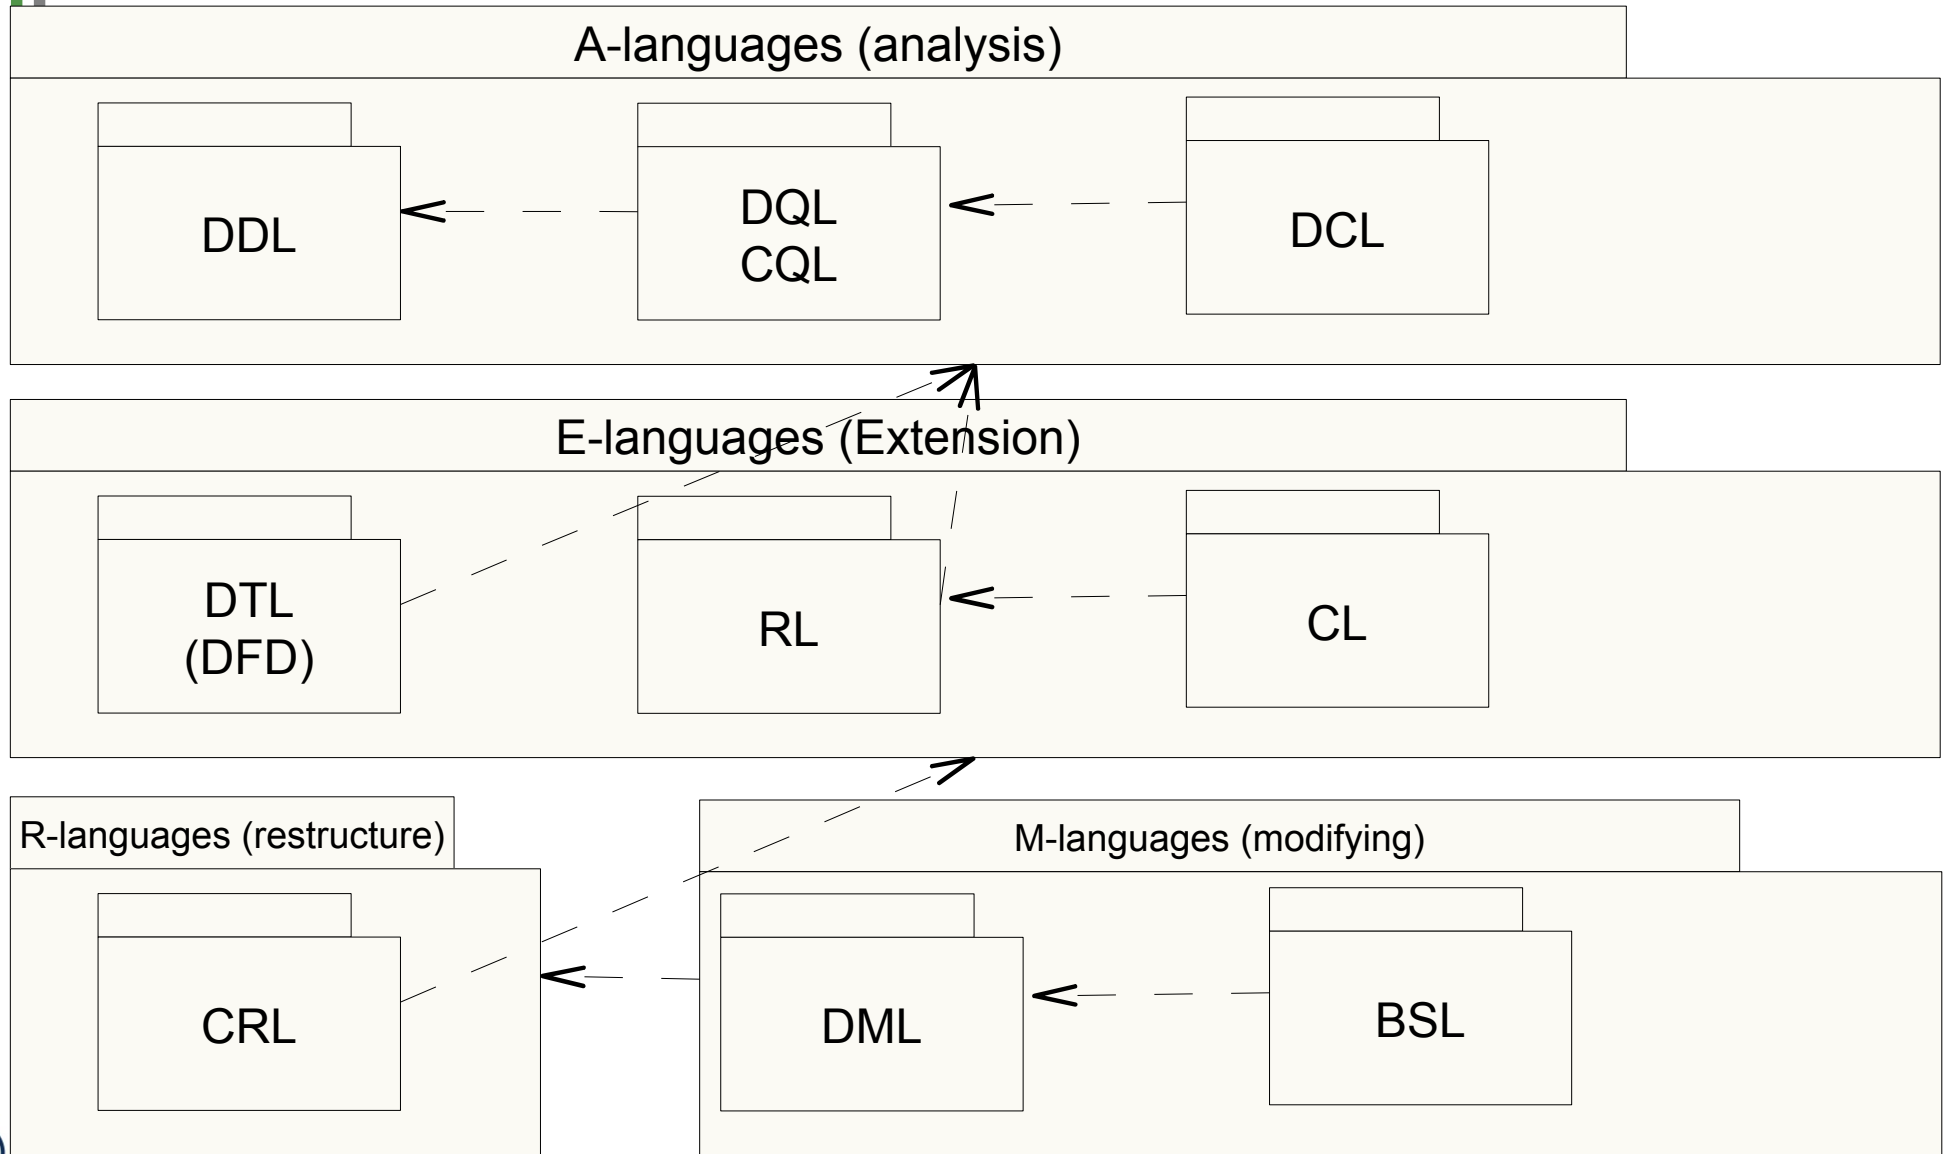 A-languages (analysis)
DDL
DQL
CQL
DCL
E-languages (Extension)
DTL
(DFD)
RL
CL
R-languages (restructure)
M-languages (modifying)
CRL
DML
BSL